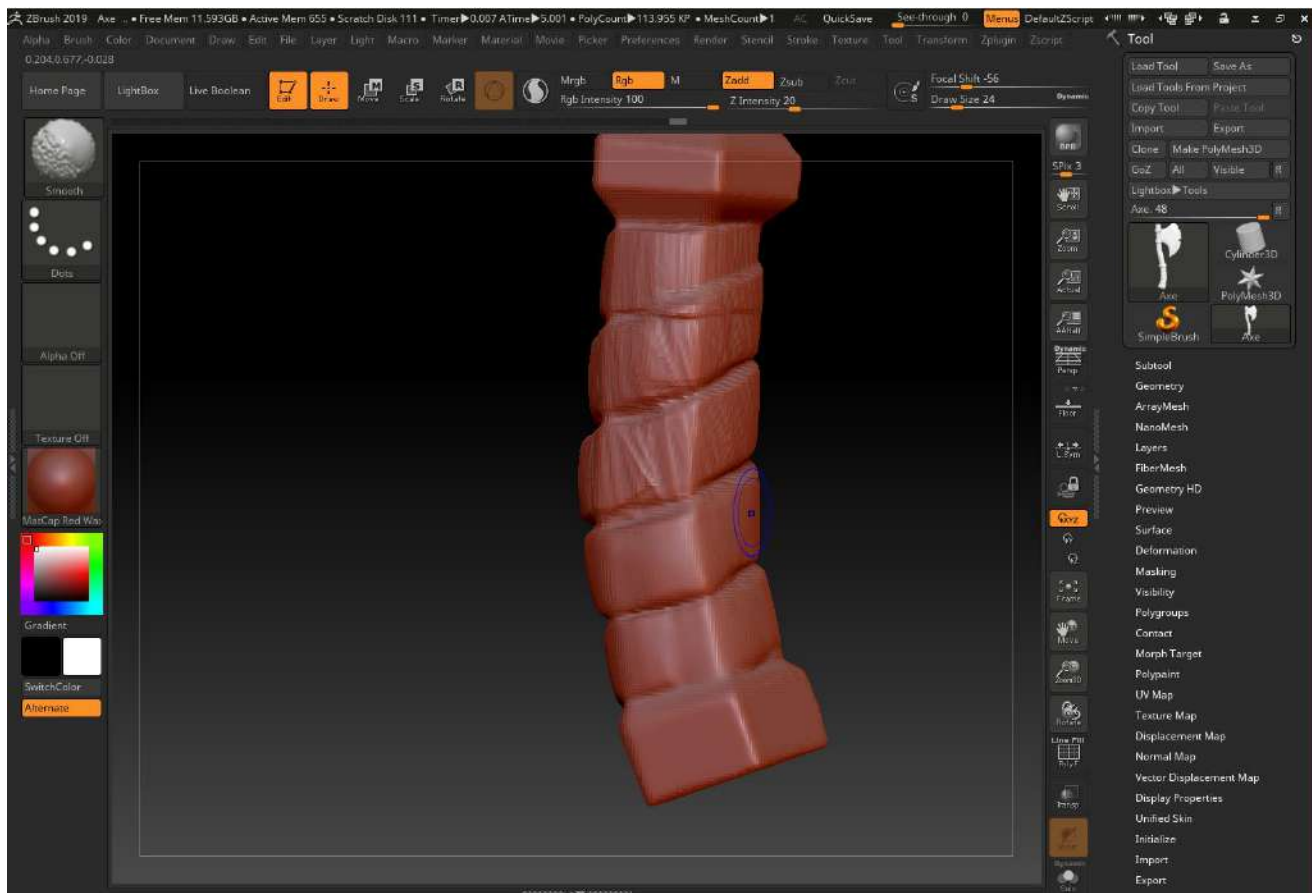 ZBrush 2019 Axe ... • Free Mem 11.593GB • Active Mem 655 • Scratch Disk 111 • Timer▶0.007 ATime▶5.001 • PolyCount▶113.955 KP • MeshCount▶1 AC QuickSave See-through 0 Menus DefaultZScript
Alpha Brush Color Document Draw Edit File Layer Light Macro Marker Material Movie Picker Preferences Render Stencil Stroke Texture Tool Transform Zplugin Zscript
0.204,0.677,-0.028
Home Page LightBox Live Boolean Edit Draw Move Scale Rotate
Mrgb Rgb M Zadd Zsub Zcut
Rgb Intensity 100 Z Intensity 20
Focal Shift -56
S Draw Size 24 Dynamic
Smooth
Dots
Alpha Off
Texture Off
MatCap Red Wax
Gradient
SwitchColor
Alternate
BPR
SPix 3
Scroll
Zoom
Actual
AAHalf
Dynamic
Persp
Floor
L.Sym
Gxyz
Frame
Move
Zoom3D
Rotate
Line Fill
PolyF
Transp
Dynamic
Solo
Tool
Load Tool Save As
Load Tools From Project
Copy Tool Paste Tool
Import Export
Clone Make PolyMesh3D
GoZ All Visible R
Lightbox▶Tools
Axe. 48 R
Axe
Cylinder3D
PolyMesh3D
SimpleBrush
Axe
Subtool
Geometry
ArrayMesh
NanoMesh
Layers
FiberMesh
Geometry HD
Preview
Surface
Deformation
Masking
Visibility
Polygroups
Contact
Morph Target
Polypaint
UV Map
Texture Map
Displacement Map
Normal Map
Vector Displacement Map
Display Properties
Unified Skin
Initialize
Import
Export